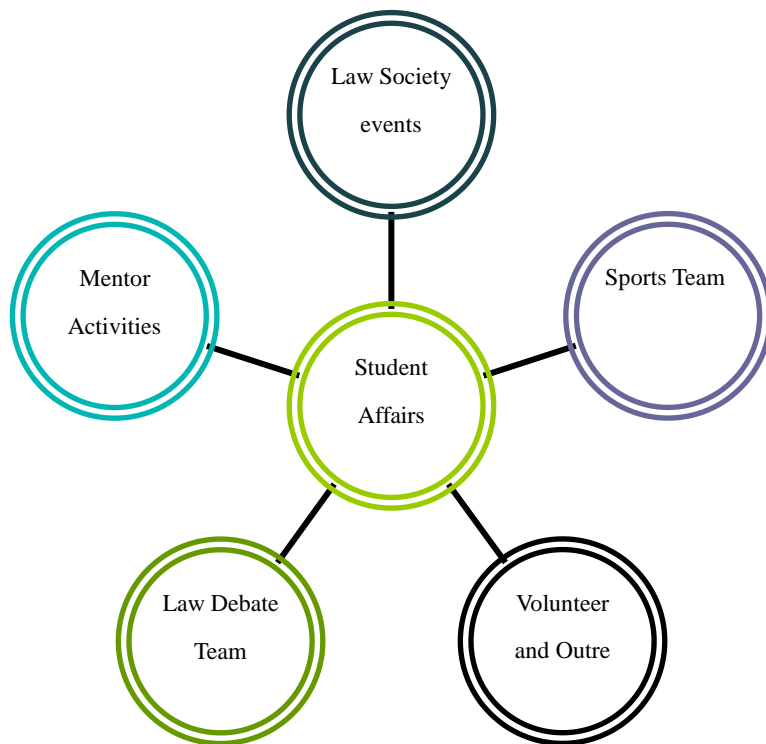 Law Society
events
Mentor
Activities
Sports Team
Student
Affairs
Law Debate
Team
Volunteer
and Outre